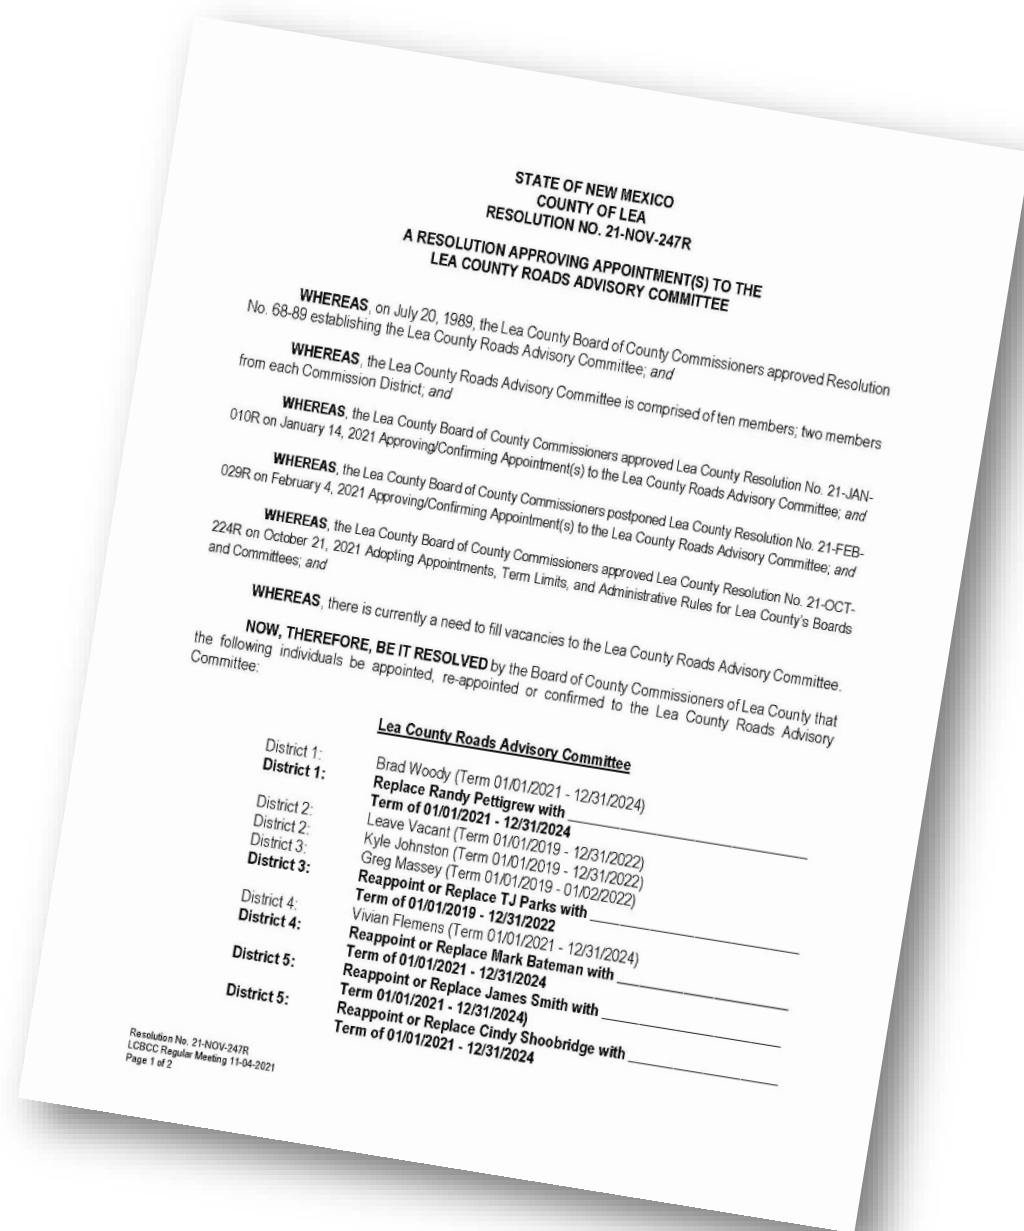 STATE OF NEW MEXICO
COUNTY OF LEA
RESOLUTION NO. 21-NOV-247R
A RESOLUTION APPROVING APPOINTMENT(S) TO THE
LEA COUNTY ROADS ADVISORY COMMITTEE
WHEREAS, on July 20, 1989, the Lea County Board of County Commissioners approved Resolution
No. 68-89 establishing the Lea County Roads Advisory Committee; and
WHEREAS, the Lea County Roads Advisory Committee is comprised of ten members; two members
from each Commission District; and
WHEREAS, the Lea County Board of County Commissioners approved Lea County Resolution No. 21-JAN-
010R on January 14, 2021 Approving/Confirming Appointment(s) to the Lea County Roads Advisory Committee; and
WHEREAS, the Lea County Board of County Commissioners postponed Lea County Resolution No. 21-FEB-
029R on February 4, 2021 Approving/Confirming Appointment(s) to the Lea County Roads Advisory Committee; and
WHEREAS, the Lea County Board of County Commissioners approved Lea County Resolution No. 21-OCT-
224R on October 21, 2021 Adopting Appointments, Term Limits, and Administrative Rules for Lea County's Boards
and Committees; and
WHEREAS, there is currently a need to fill vacancies to the Lea County Roads Advisory Committee.
NOW, THEREFORE, BE IT RESOLVED by the Board of County Commissioners of Lea County that
the following individuals be appointed, re-appointed or confirmed to the Lea County Roads Advisory
Committee:
Lea County Roads Advisory Committee
District 1: Brad Woody (Term 01/01/2021 - 12/31/2024)
District 1: Replace Randy Pettigrew with ____________
Term of 01/01/2021 - 12/31/2024
District 2: Leave Vacant (Term 01/01/2019 - 12/31/2022)
District 2: Kyle Johnston (Term 01/01/2019 - 12/31/2022)
District 3: Greg Massey (Term 01/01/2019 - 01/02/2022)
District 3: Reappoint or Replace TJ Parks with ____________
Term of 01/01/2019 - 12/31/2022
District 4: Vivian Flemens (Term 01/01/2021 - 12/31/2024)
District 4: Reappoint or Replace Mark Bateman with ____________
Term of 01/01/2021 - 12/31/2024
District 5: Reappoint or Replace James Smith with ____________
Term 01/01/2021 - 12/31/2024)
District 5: Reappoint or Replace Cindy Shoobridge with ____________
Term of 01/01/2021 - 12/31/2024
Resolution No. 21-NOV-247R
LCBCC Regular Meeting 11-04-2021
Page 1 of 2